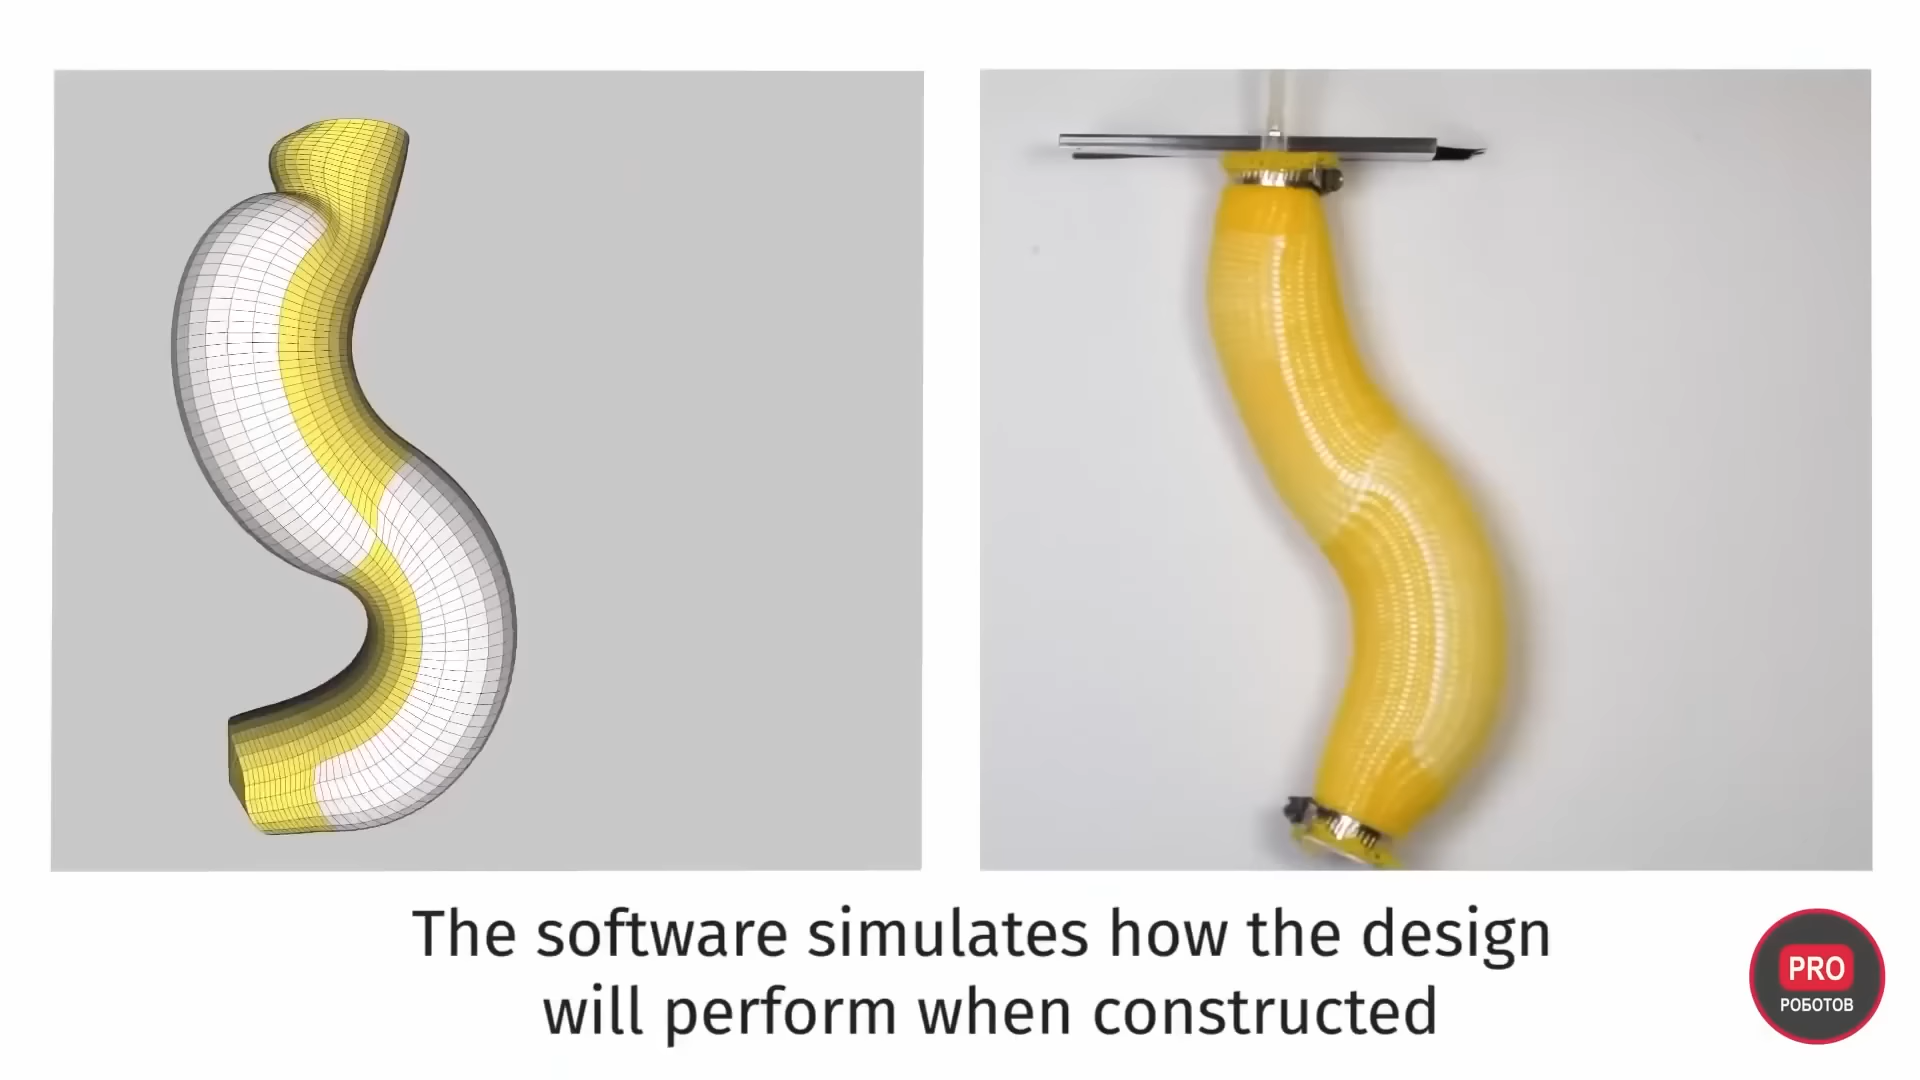 The software simulates how the design
will perform when constructed
PRO
РОБОТОВ